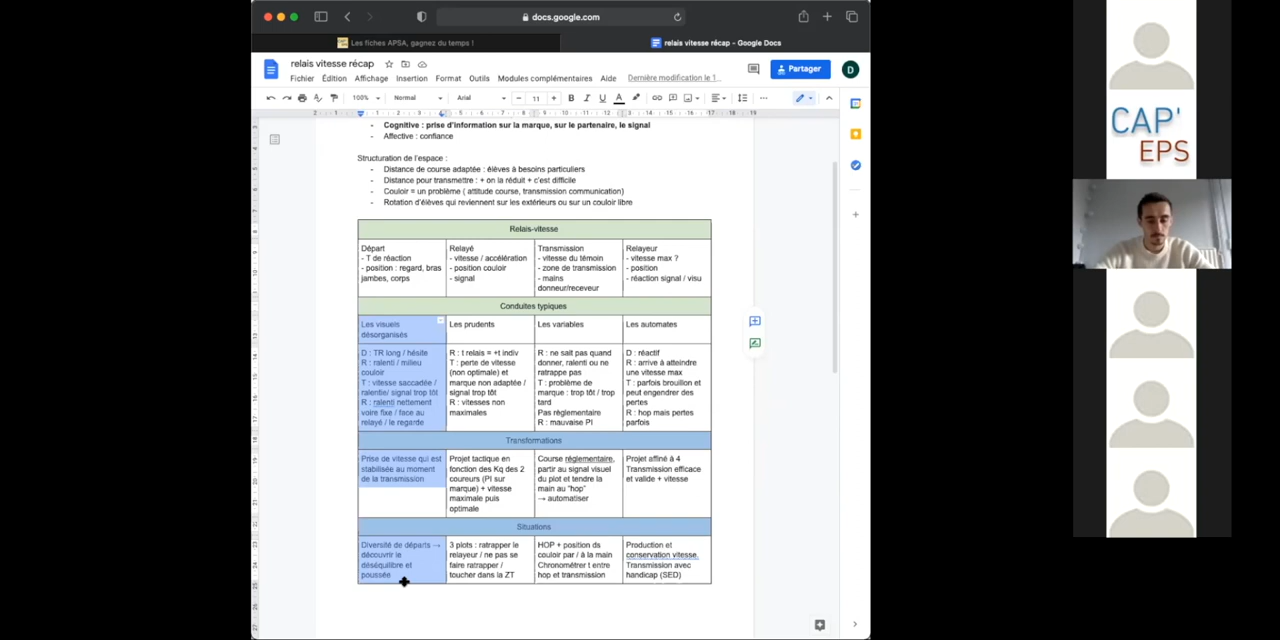 docs.google.com
Les fiches APSA, gagnez du temps !
relais vitesse récap - Google Docs
relais vitesse récap
Partager
D
Fichier Édition Affichage Insertion Format Outils Modules complémentaires Aide Dernière modification le 1...
100% Normal Arial 11 B I U A
- Cognitive : prise d'information sur la marque, sur le partenaire, le signal
- Affective : confiance
Structuration de l'espace :
- Distance de course adaptée : élèves à besoins particuliers
- Distance pour transmettre : + on la réduit + c'est difficile
- Couloir = un problème ( attitude course, transmission communication)
- Rotation d'élèves qui reviennent sur les extérieurs ou sur un couloir libre
Relais-vitesse
Départ
- T de réaction
- position : regard, bras
jambes, corps
Relayé
- vitesse / accélération
- position couloir
- signal
Transmission
- vitesse du témoin
- zone de transmission
- mains
donneur/receveur
Relayeur
- vitesse max ?
- position
- réaction signal / visu
Conduites typiques
Les visuels
désorganisés
Les prudents
Les variables
Les automates
D : TR long / hésite
R : ralenti / milieu
couloir
T : vitesse saccadée /
ralentie/ signal trop tôt
R : ralenti nettement
voire fixe / face au
relayé / le regarde
R : t relais = +t indiv
T : perte de vitesse
(non optimale) et
marque non adaptée /
signal trop tôt
R : vitesses non
maximales
R : ne sait pas quand
donner, ralenti ou ne
ratrappe pas
T : problème de
marque : trop tôt / trop
tard
Pas règlementaire
R : mauvaise PI
D : réactif
R : arrive à atteindre
une vitesse max
T : parfois brouillon et
peut engendrer des
pertes
R : hop mais pertes
parfois
Transformations
Prise de vitesse qui est
stabilisée au moment
de la transmission
Projet tactique en
fonction des Kq des 2
coureurs (PI sur
marque) + vitesse
maximale puis
optimale
Course réglementaire,
partir au signal visuel
du plot et tendre la
main au "hop"
→ automatiser
Projet affiné à 4
Transmission efficace
et valide + vitesse
Situations
Diversité de départs →
découvrir le
déséquilibre et
poussée
3 plots : ratrapper le
relayeur / ne pas se
faire ratrapper /
toucher dans la ZT
HOP + position ds
couloir par / à la main
Chronométrer t entre
hop et transmission
Production et
conservation vitesse.
Transmission avec
handicap (SED)
CAP'
EPS